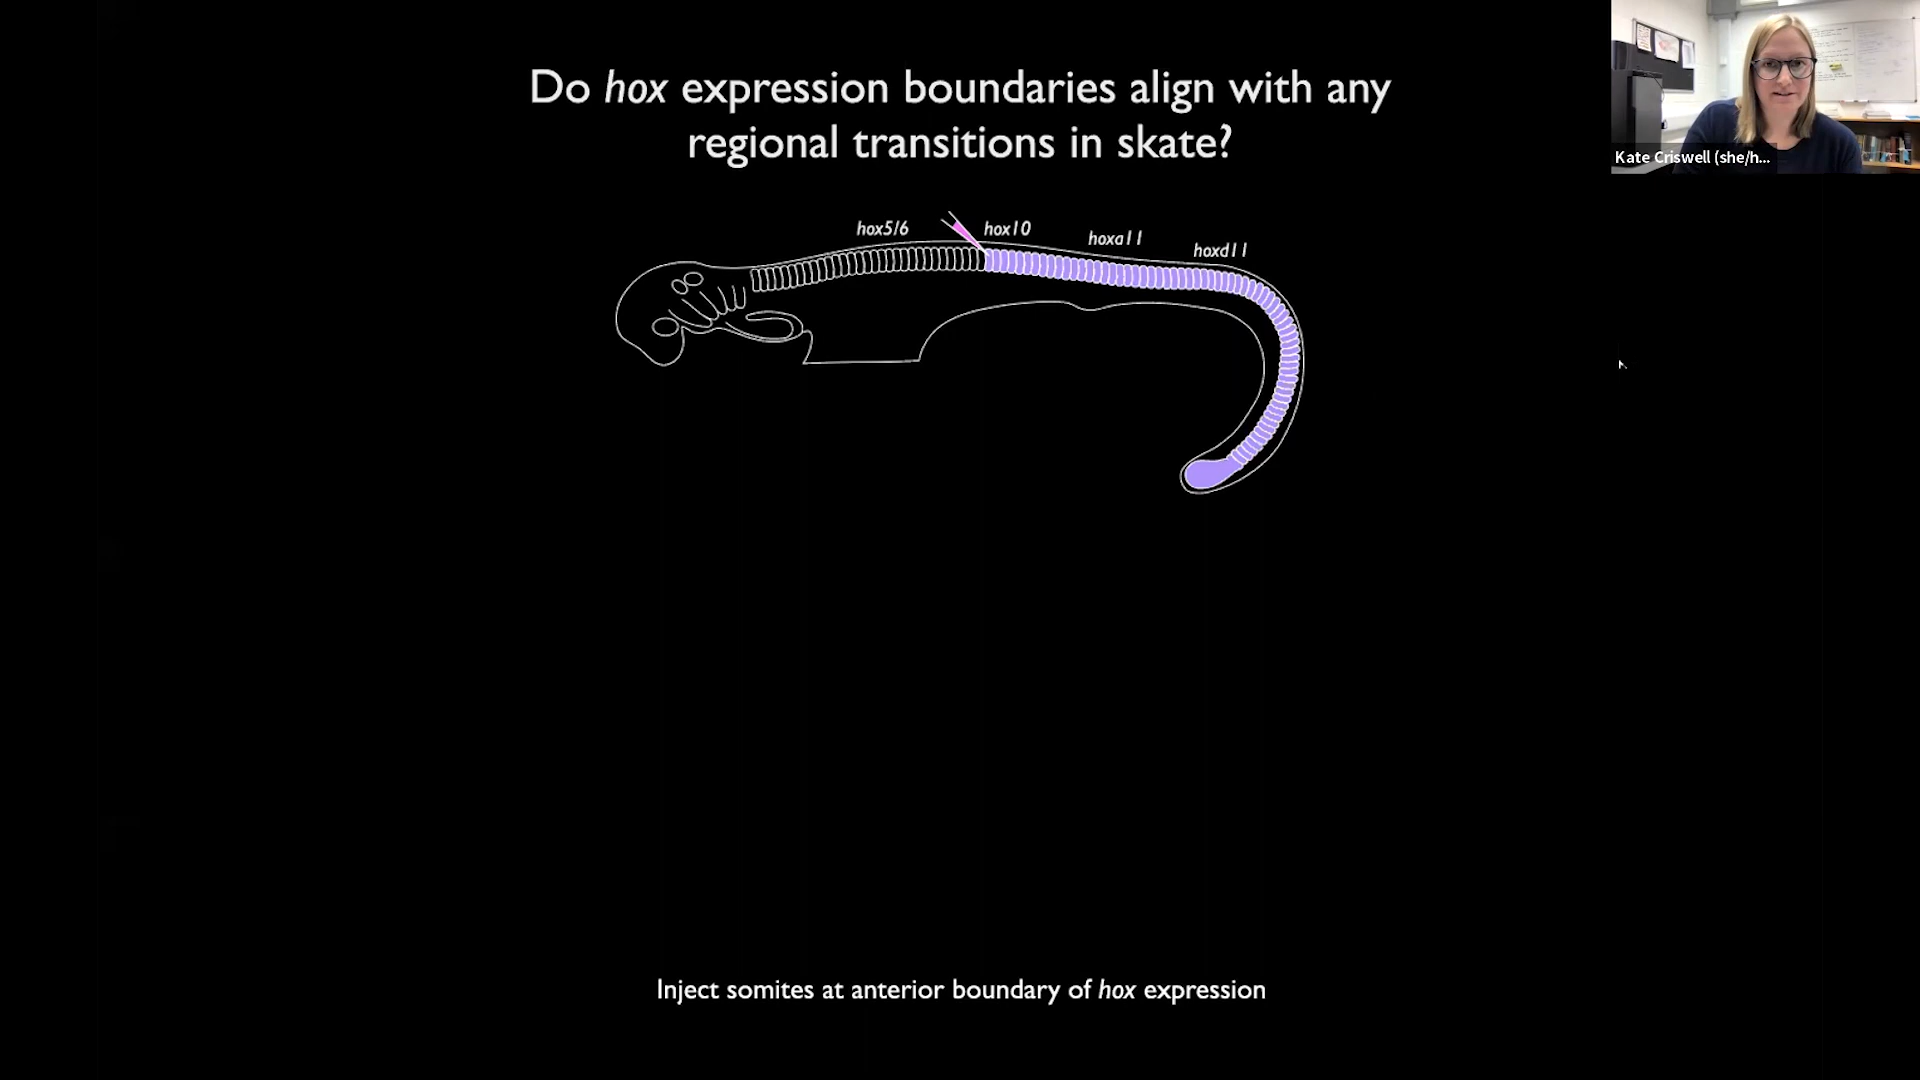 Do hox expression boundaries align with any
regional transitions in skate?
Kate Criswell (she/h...
hox5/6
hox10
hoxa11
hoxd11
Inject somites at anterior boundary of hox expression